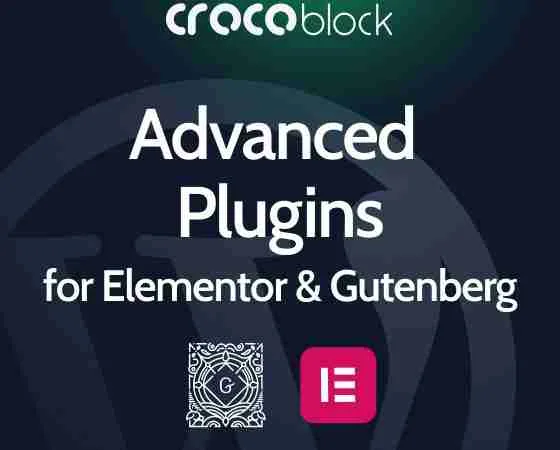 crocoblock
Advanced
Plugins
for Elementor & Gutenberg
G